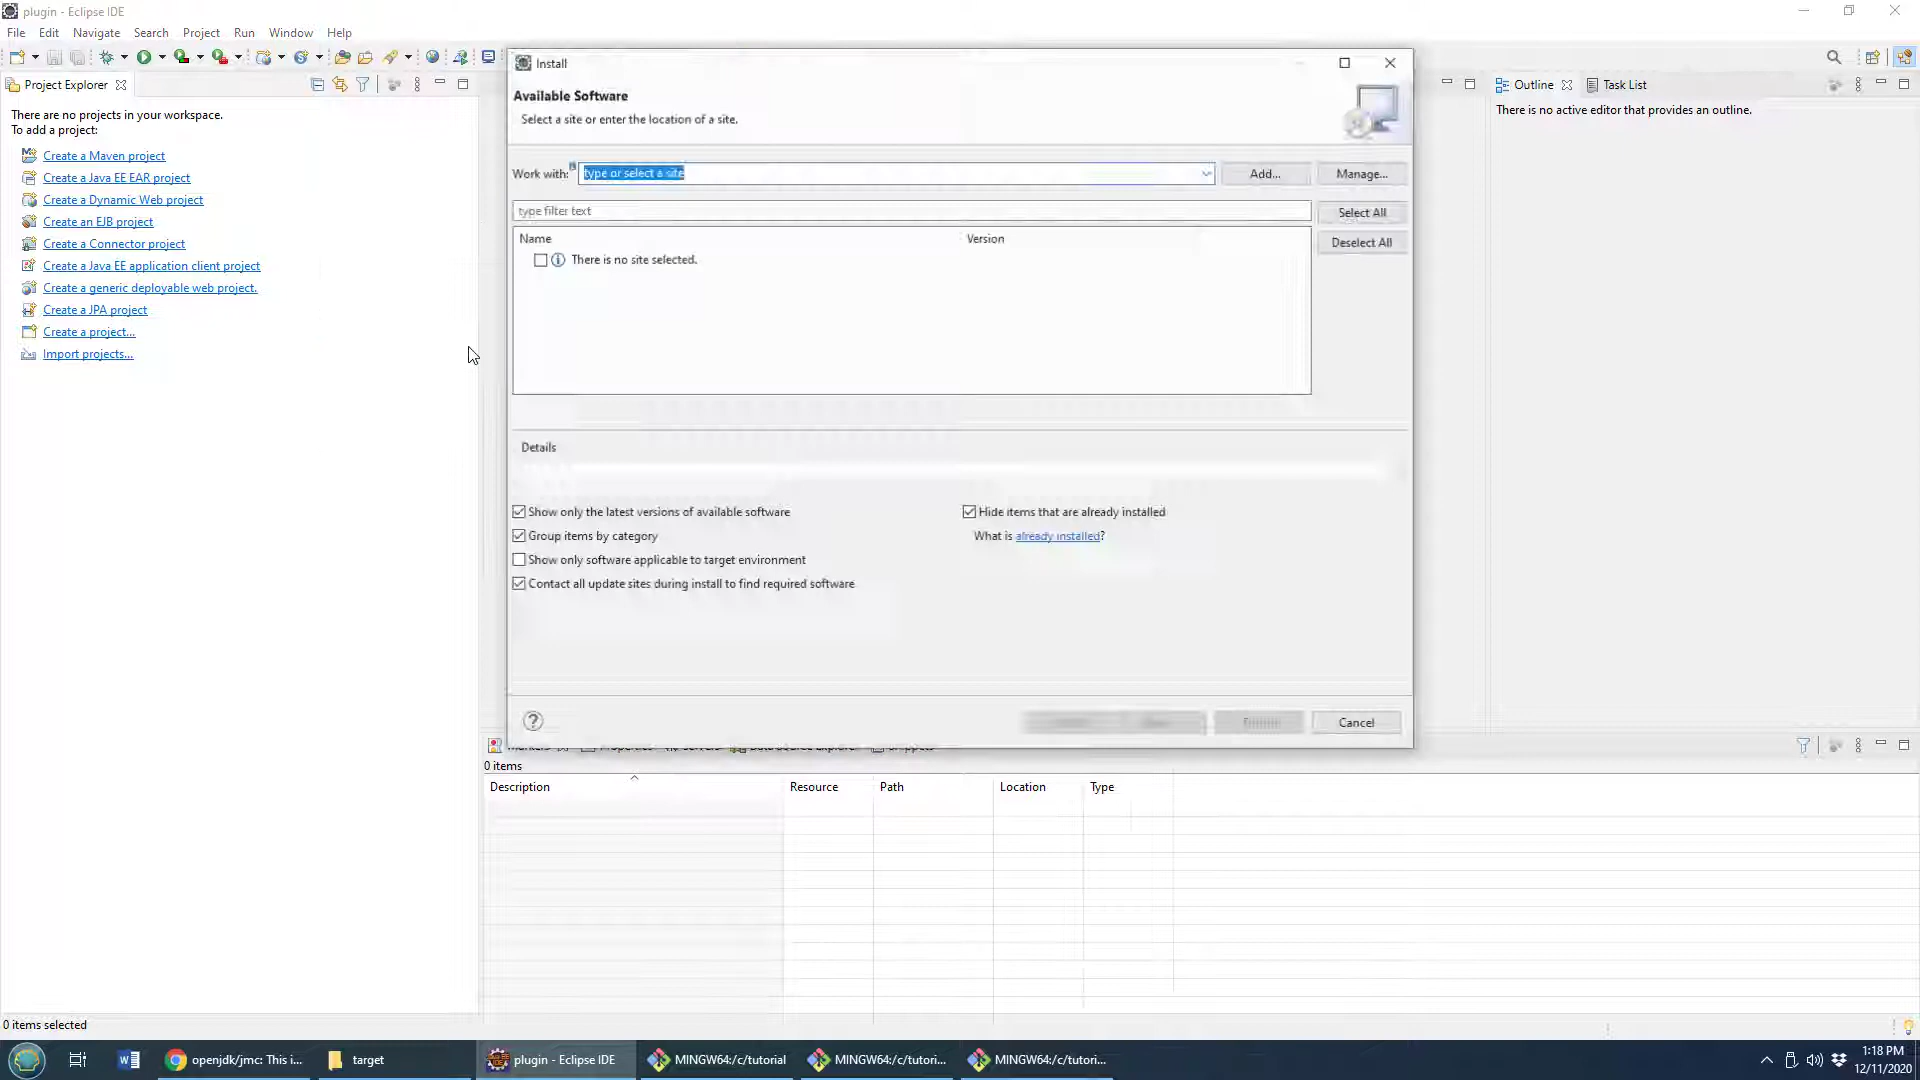 plugin - Eclipse IDE
File Edit Navigate Search Project Run Window Help
Project Explorer
There are no projects in your workspace.
To add a project:
Create a Maven project
Create a Java EE EAR project
Create a Dynamic Web project
Create an EJB project
Create a Connector project
Create a Java EE application client project
Create a generic deployable web project.
Create a JPA project
Create a project...
Import projects...
Install
Available Software
Select a site or enter the location of a site.
Work with: type or select a site Add... Manage...
type filter text Select All
Deselect All
Name Version
There is no site selected.
Details
Show only the latest versions of available software Hide items that are already installed
Group items by category What is already installed?
Show only software applicable to target environment
Contact all update sites during install to find required software
Cancel
Outline Task List
There is no active editor that provides an outline.
0 items
Description Resource Path Location Type
0 items selected
openjdk/jmc: This i... target plugin - Eclipse IDE MINGW64:/c/tutorial MINGW64:/c/tutori... MINGW64:/c/tutori...
1:18 PM
12/11/2020